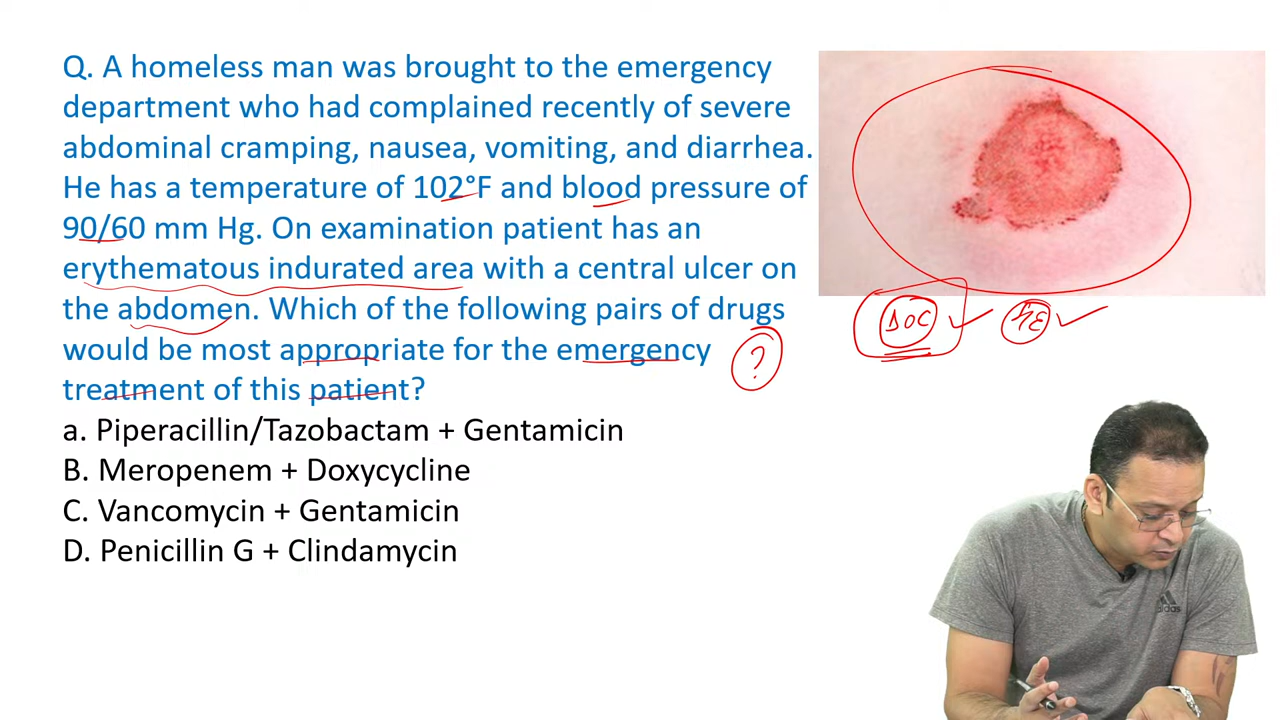 Q. A homeless man was brought to the emergency
department who had complained recently of severe
abdominal cramping, nausea, vomiting, and diarrhea.
He has a temperature of 102°F and blood pressure of
90/60 mm Hg. On examination patient has an
erythematous indurated area with a central ulcer on
the abdomen. Which of the following pairs of drugs
would be most appropriate for the emergency
treatment of this patient?
?
DOC
a. Piperacillin/Tazobactam + Gentamicin
B. Meropenem + Doxycycline
C. Vancomycin + Gentamicin
D. Penicillin G + Clindamycin
adidas